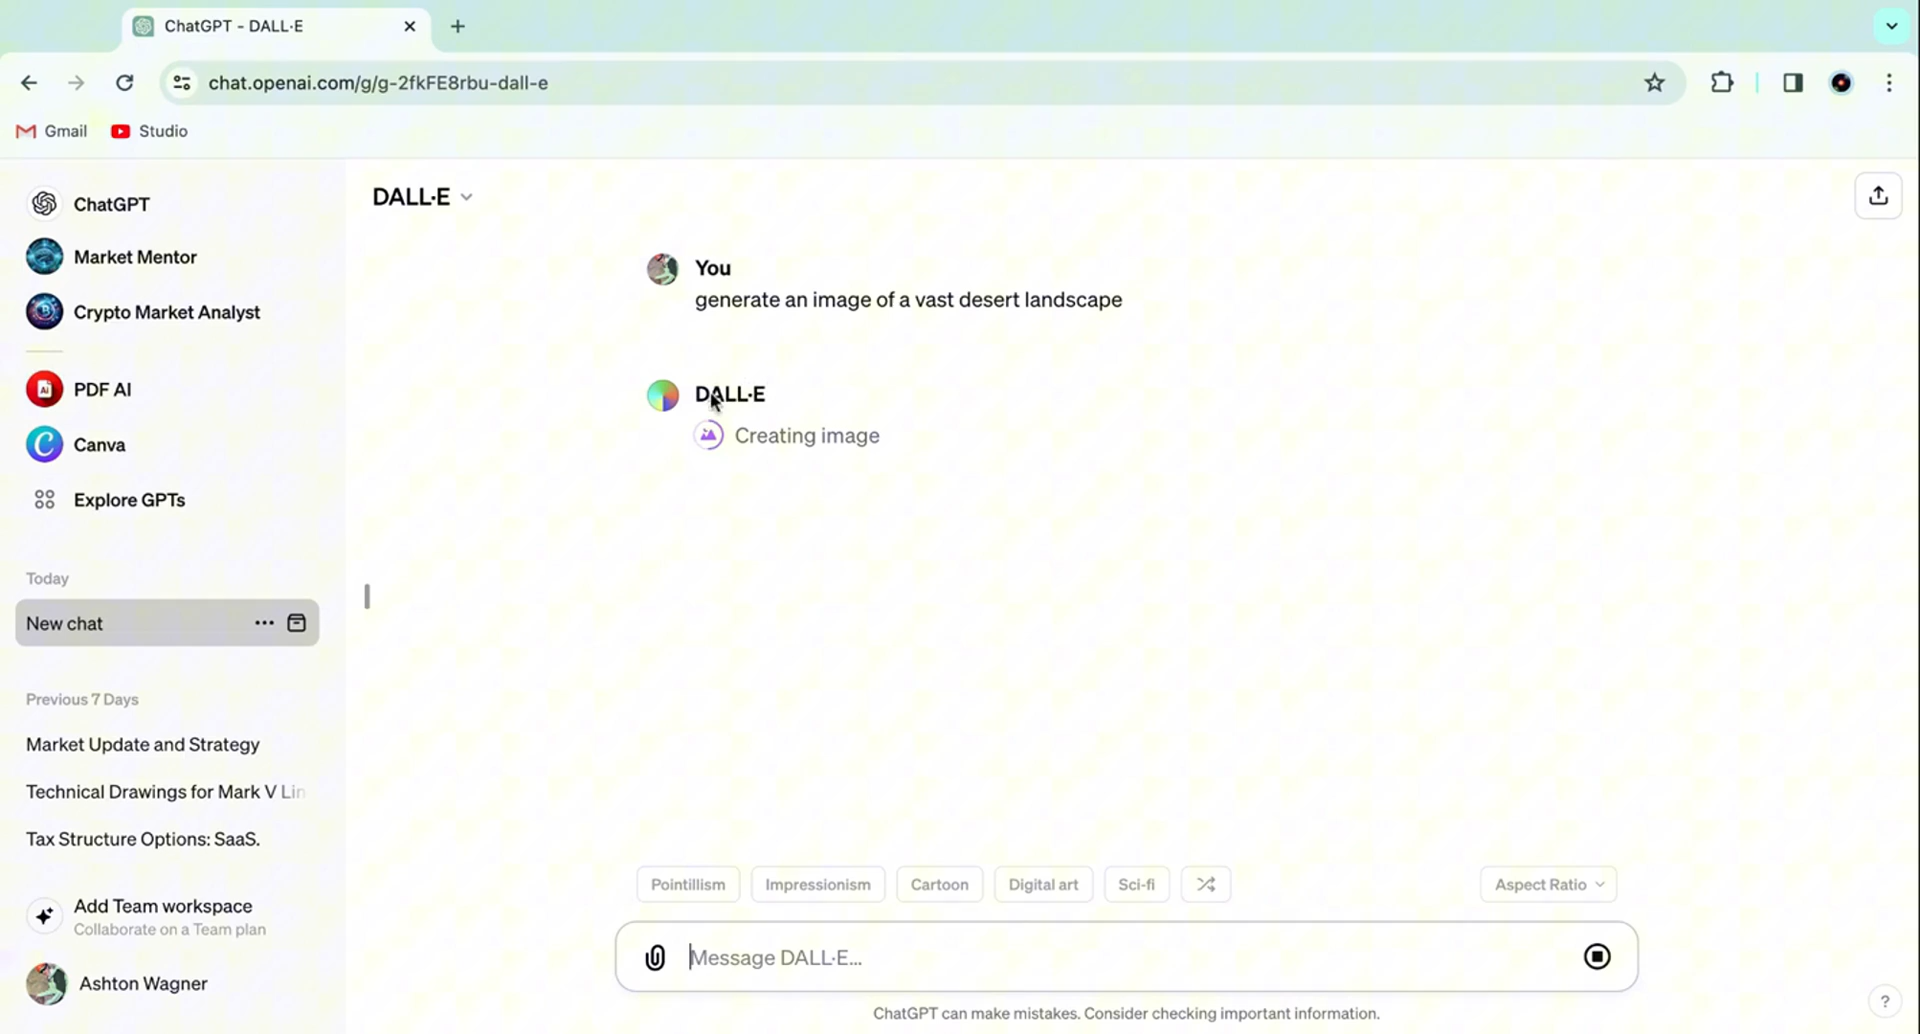 ChatGPT - DALL·E
chat.openai.com/g/g-2fkFE8rbu-dall-e
Gmail
Studio
ChatGPT
Market Mentor
Crypto Market Analyst
PDF AI
Canva
Explore GPTs
Today
New chat
Previous 7 Days
Market Update and Strategy
Technical Drawings for Mark V Lin
Tax Structure Options: SaaS.
Add Team workspace
Collaborate on a Team plan
Ashton Wagner
DALL·E
You
generate an image of a vast desert landscape
DALL·E
Creating image
Pointillism
Impressionism
Cartoon
Digital art
Sci-fi
Aspect Ratio
Message DALL·E...
ChatGPT can make mistakes. Consider checking important information.
?